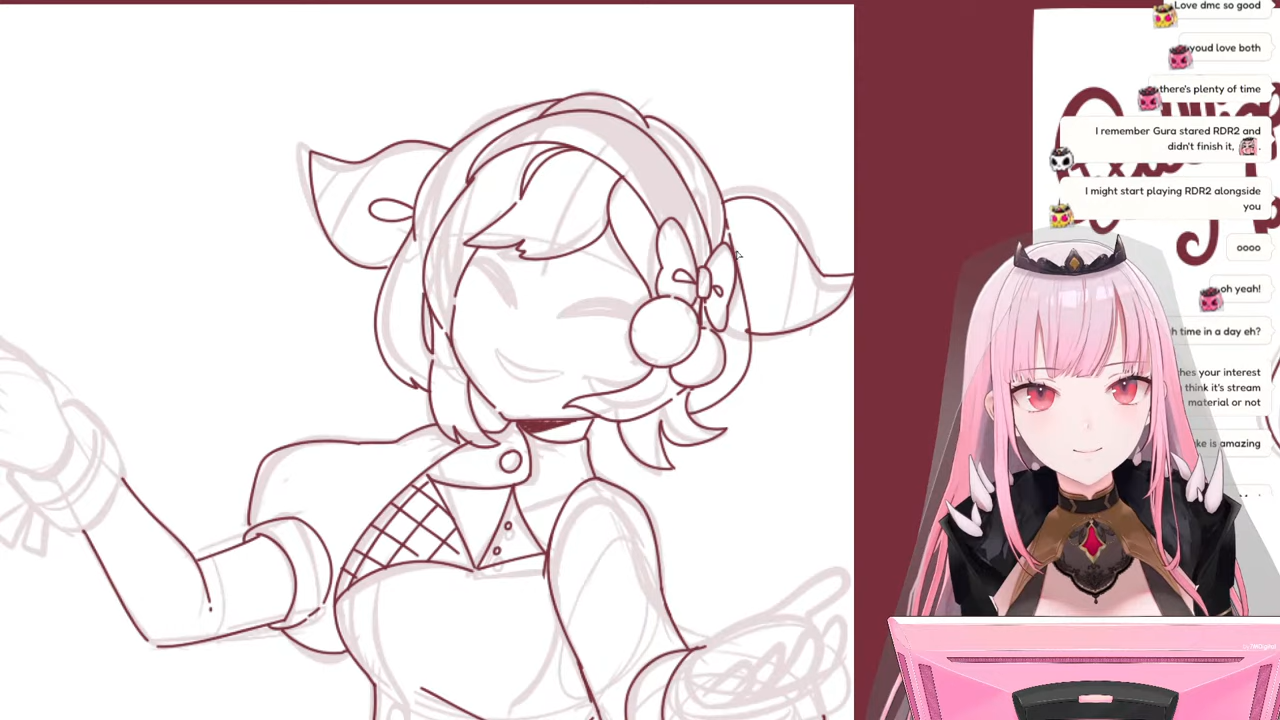 Love dmc so good
youd love both
there's plenty of time
I remember Gura stared RDR2 and
didn't finish it,
.
I might start playing RDR2 alongside
you
oooo
oh yeah!
time in a day eh?
your interest
think it's stream
material or not
is amazing